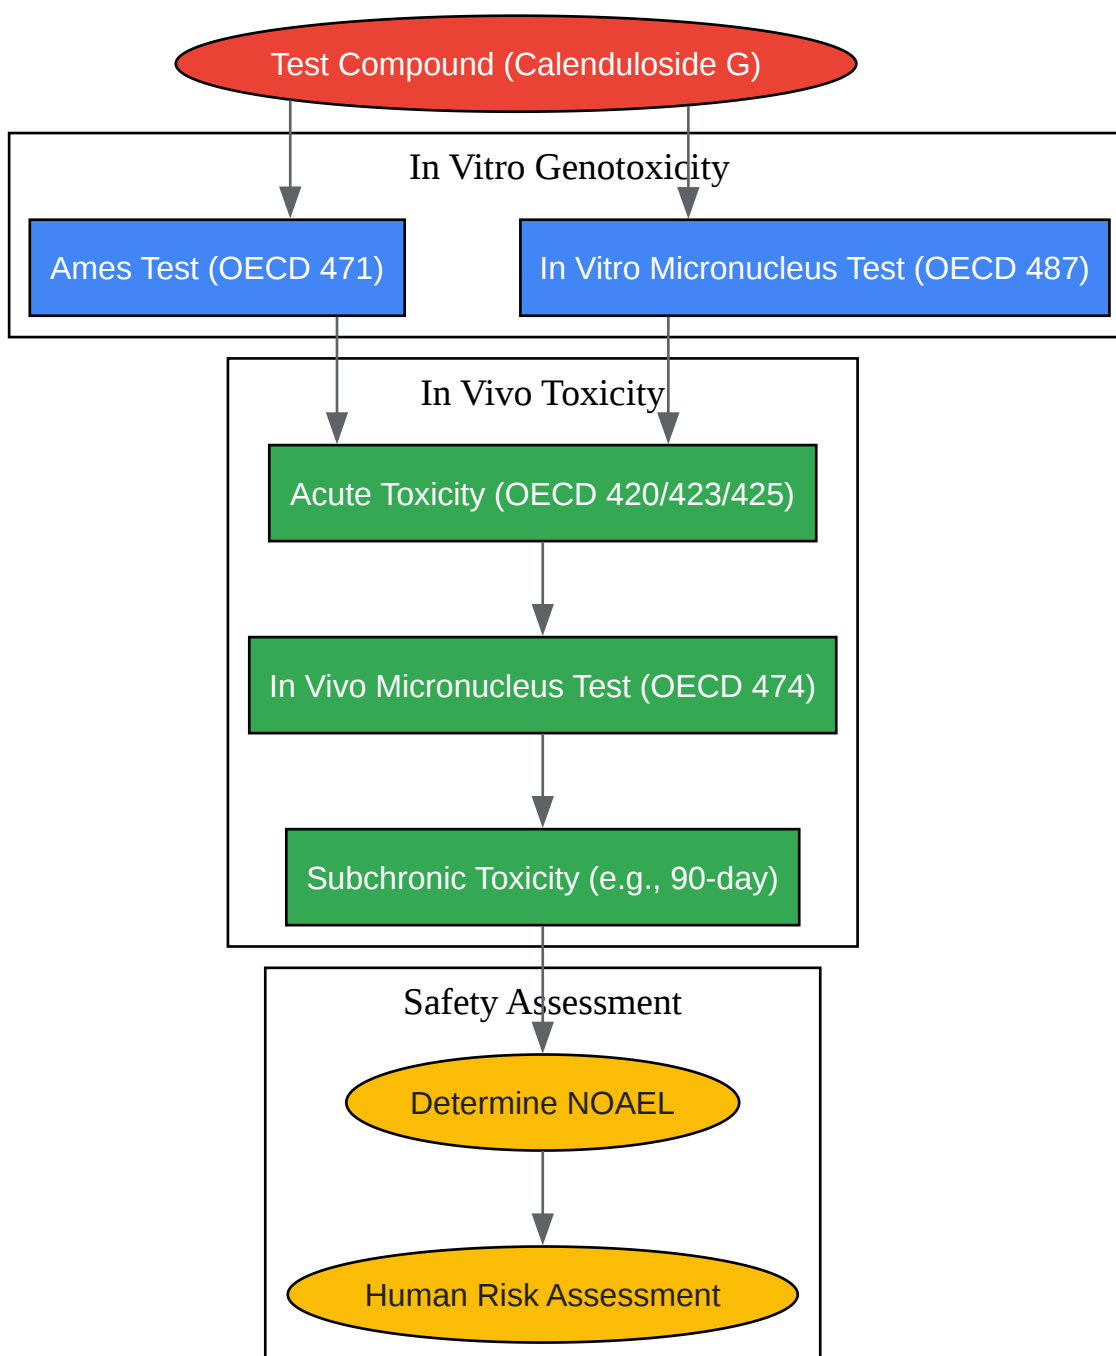 Test Compound (Calenduloside G)
In Vitro Genotoxicity
Ames Test (OECD 471)
In Vitro Micronucleus Test (OECD 487)
In Vivo Toxicity
Acute Toxicity (OECD 420/423/425)
In Vivo Micronucleus Test (OECD 474)
Subchronic Toxicity (e.g., 90-day)
Safety Assessment
Determine NOAEL
Human Risk Assessment